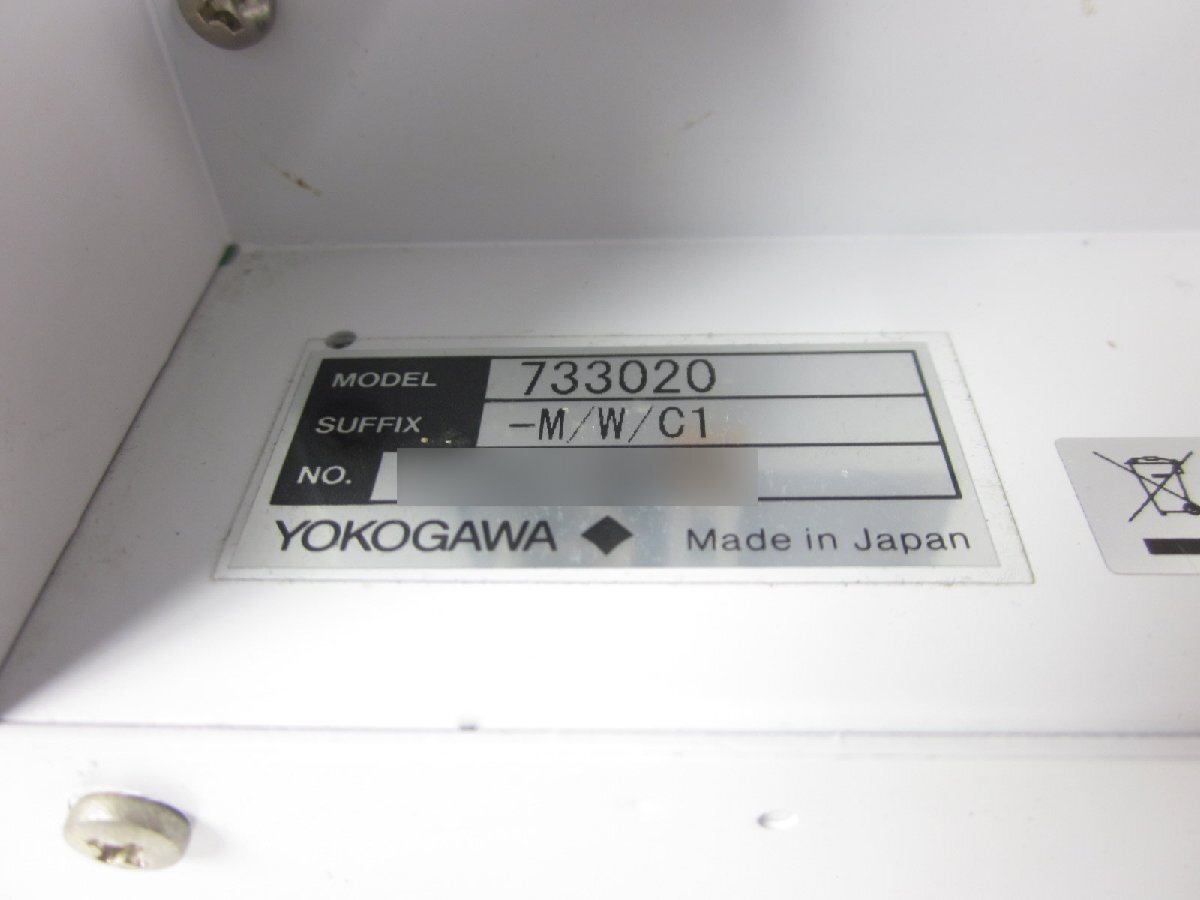 MODEL 733020
SUFFIX -M/W/C1
NO.
YOKOGAWA ◆ Made in Japan